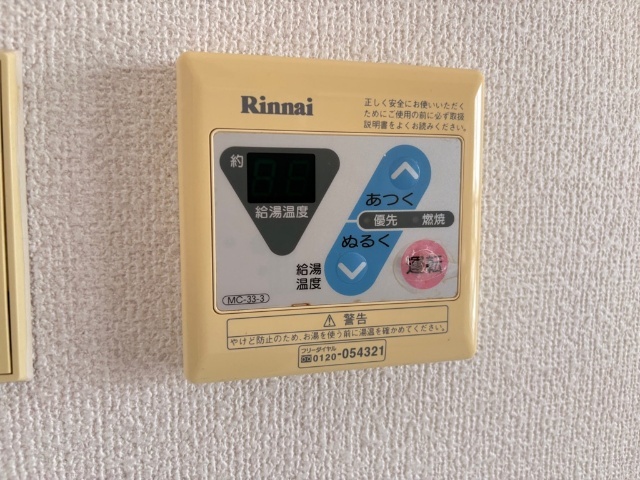 Rinnai
正しく安全にお使いいただく
ためにご使用の前に必ず取扱
説明書をよくお読みください。
約
給湯温度
あつく
優先 燃焼
ぬるく
給湯
温度
運転
MC-33-3
⚠ 警告
やけど防止のため、お湯を使う前に湯温を確かめてください。
フリーダイヤル
0120-054321